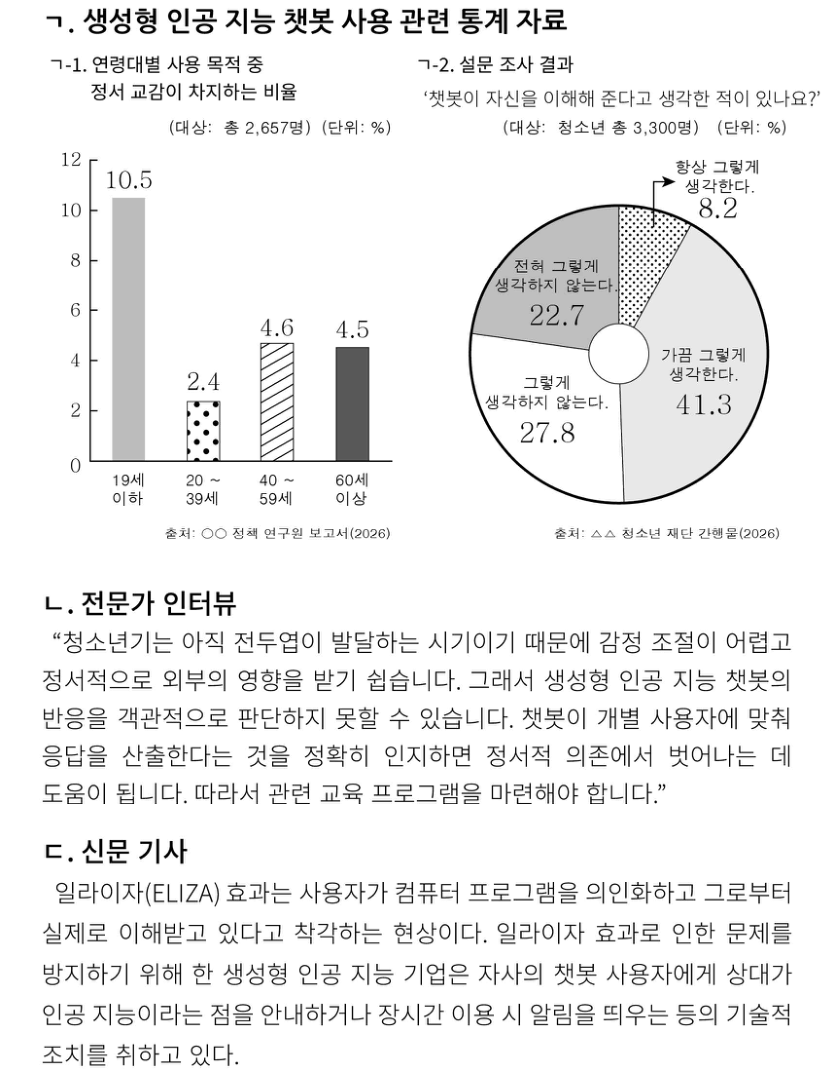 ㄱ. 생성형 인공 지능 챗봇 사용 관련 통계 자료
ㄱ-1. 연령대별 사용 목적 중
정서 교감이 차지하는 비율
(대상: 총 2,657명) (단위: %)
12
10
8
6
4
2
0
10.5
2.4
4.6
4.5
19세
이하
20 ~
39세
40 ~
59세
60세
이상
출처: ○○ 정책 연구원 보고서(2026)
ㄱ-2. 설문 조사 결과
‘챗봇이 자신을 이해해 준다고 생각한 적이 있나요?’
(대상: 청소년 총 3,300명) (단위: %)
항상 그렇게
생각한다.
8.2
가끔 그렇게
생각한다.
41.3
그렇게
생각하지 않는다.
27.8
전혀 그렇게
생각하지 않는다.
22.7
출처: △△ 청소년 재단 간행물(2026)
ㄴ. 전문가 인터뷰
“청소년기는 아직 전두엽이 발달하는 시기이기 때문에 감정 조절이 어렵고
정서적으로 외부의 영향을 받기 쉽습니다. 그래서 생성형 인공 지능 챗봇의
반응을 객관적으로 판단하지 못할 수 있습니다. 챗봇이 개별 사용자에 맞춰
응답을 산출한다는 것을 정확히 인지하면 정서적 의존에서 벗어나는 데
도움이 됩니다. 따라서 관련 교육 프로그램을 마련해야 합니다.”
ㄷ. 신문 기사
일라이자(ELIZA) 효과는 사용자가 컴퓨터 프로그램을 의인화하고 그로부터
실제로 이해받고 있다고 착각하는 현상이다. 일라이자 효과로 인한 문제를
방지하기 위해 한 생성형 인공 지능 기업은 자사의 챗봇 사용자에게 상대가
인공 지능이라는 점을 안내하거나 장시간 이용 시 알림을 띄우는 등의 기술적
조치를 취하고 있다.